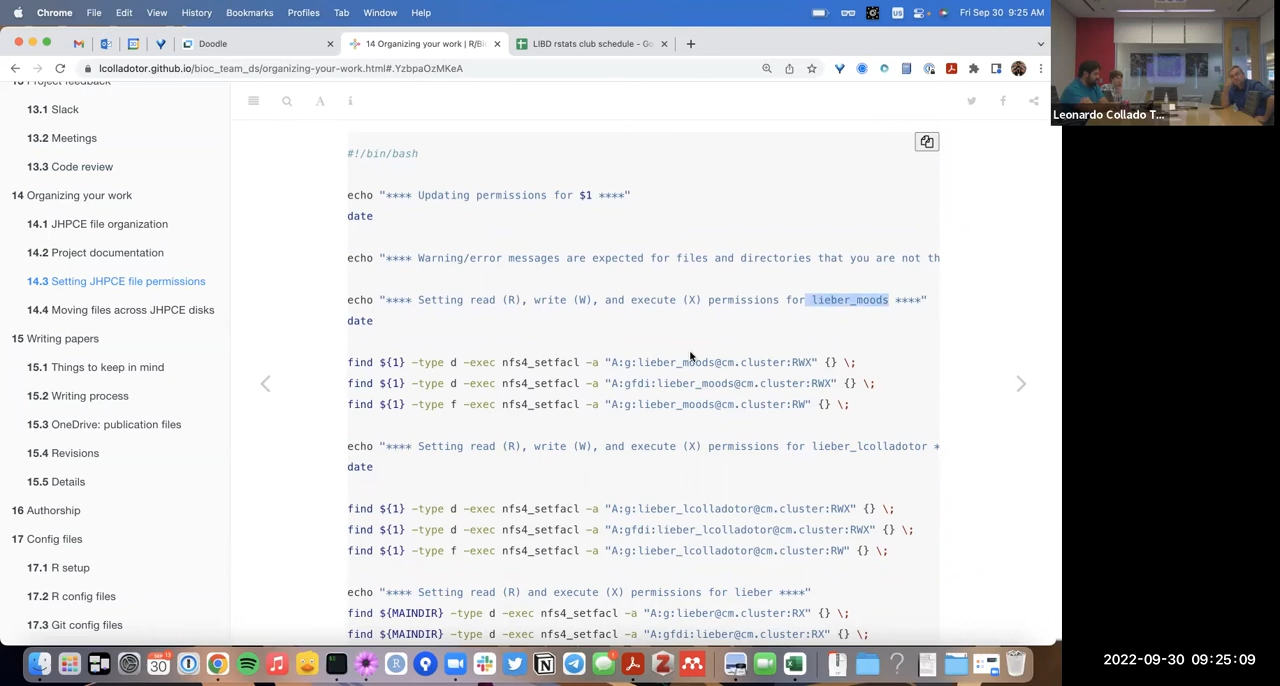 Chrome File Edit View History Bookmarks Profiles Tab Window Help Fri Sep 30 9:25 AM
Doodle 14 Organizing your work | R/Bi LIBD rstats club schedule - Go
lcolladotor.github.io/bioc_team_ds/organizing-your-work.html#.YzbpaOzMKeA
Leonardo Collado T...
13 Project feedback
13.1 Slack
13.2 Meetings
13.3 Code review
14 Organizing your work
14.1 JHPCE file organization
14.2 Project documentation
14.3 Setting JHPCE file permissions
14.4 Moving files across JHPCE disks
15 Writing papers
15.1 Things to keep in mind
15.2 Writing process
15.3 OneDrive: publication files
15.4 Revisions
15.5 Details
16 Authorship
17 Config files
17.1 R setup
17.2 R config files
17.3 Git config files
#!/bin/bash
echo "**** Updating permissions for $1 ****"
date
echo "**** Warning/error messages are expected for files and directories that you are not th
echo "**** Setting read (R), write (W), and execute (X) permissions for lieber_moods ****"
date
find ${1} -type d -exec nfs4_setfacl -a "A:g:lieber_moods@cm.cluster:RWX" {} \;
find ${1} -type d -exec nfs4_setfacl -a "A:gfdi:lieber_moods@cm.cluster:RWX" {} \;
find ${1} -type f -exec nfs4_setfacl -a "A:g:lieber_moods@cm.cluster:RW" {} \;
echo "**** Setting read (R), write (W), and execute (X) permissions for lieber_lcolladotor *
date
find ${1} -type d -exec nfs4_setfacl -a "A:g:lieber_lcolladotor@cm.cluster:RWX" {} \;
find ${1} -type d -exec nfs4_setfacl -a "A:gfdi:lieber_lcolladotor@cm.cluster:RWX" {} \;
find ${1} -type f -exec nfs4_setfacl -a "A:g:lieber_lcolladotor@cm.cluster:RW" {} \;
echo "**** Setting read (R) and execute (X) permissions for lieber ****"
find ${MAINDIR} -type d -exec nfs4_setfacl -a "A:g:lieber@cm.cluster:RX" {} \;
find ${MAINDIR} -type d -exec nfs4_setfacl -a "A:gfdi:lieber@cm.cluster:RX" {} \;
2022-09-30 09:25:09